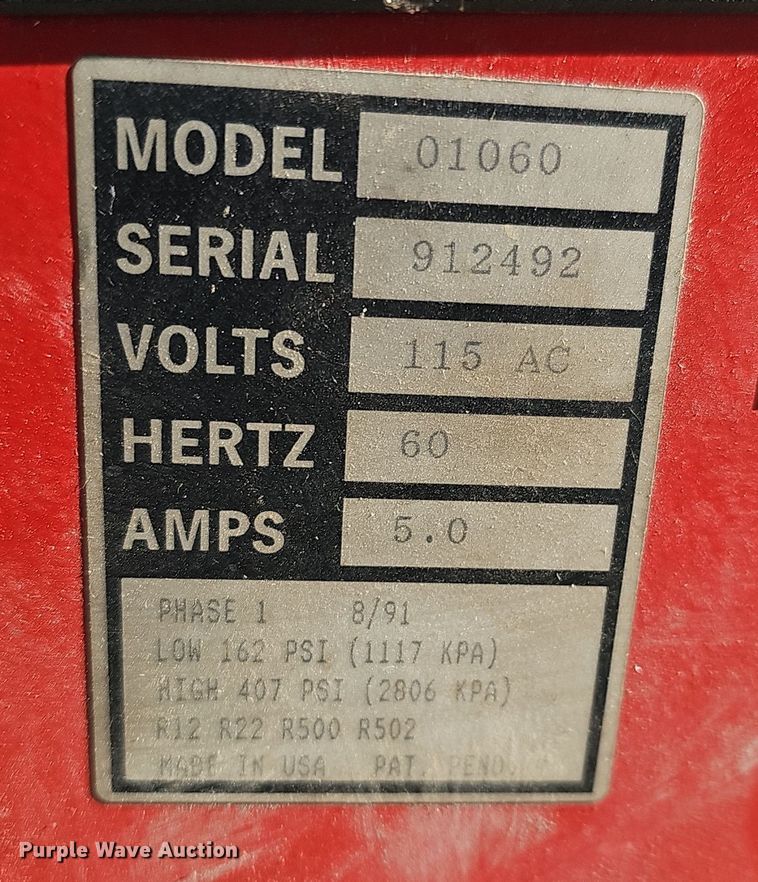 MODEL 01060
SERIAL 912492
VOLTS 115 AC
HERTZ 60
AMPS 5.0
PHASE 1 8/91
LOW 162 PSI (1117 KPA)
HIGH 407 PSI (2806 KPA)
R12 R22 R500 R502
MADE IN USA PAT. PEND.
Purple Wave Auction